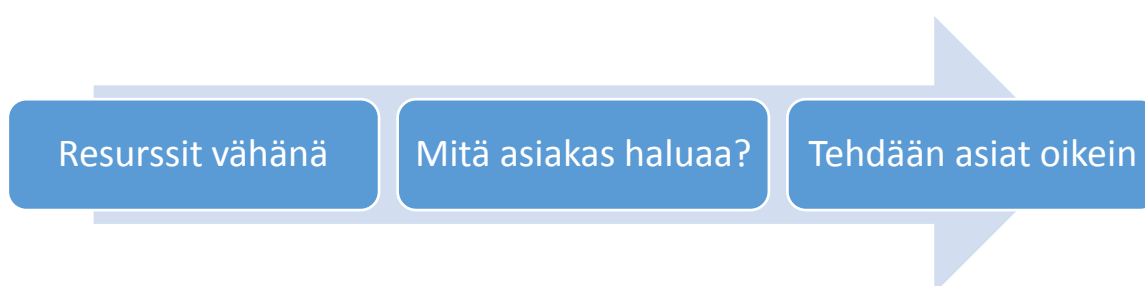 Resurssit vähänä
Mitä asiakas haluaa?
Tehdään asiat oikein